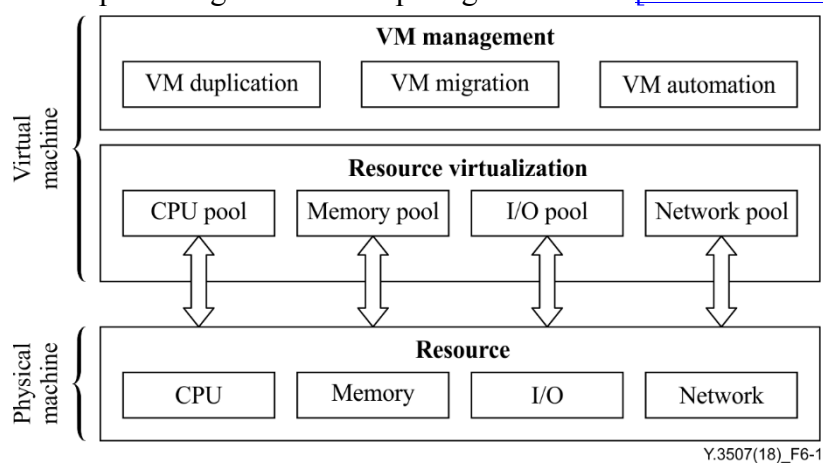 VM management
VM duplication VM migration VM automation
Virtual machine
Resource virtualization
CPU pool Memory pool I/O pool Network pool
Physical machine
Resource
CPU Memory I/O Network
Y.3507(18)_F6-1